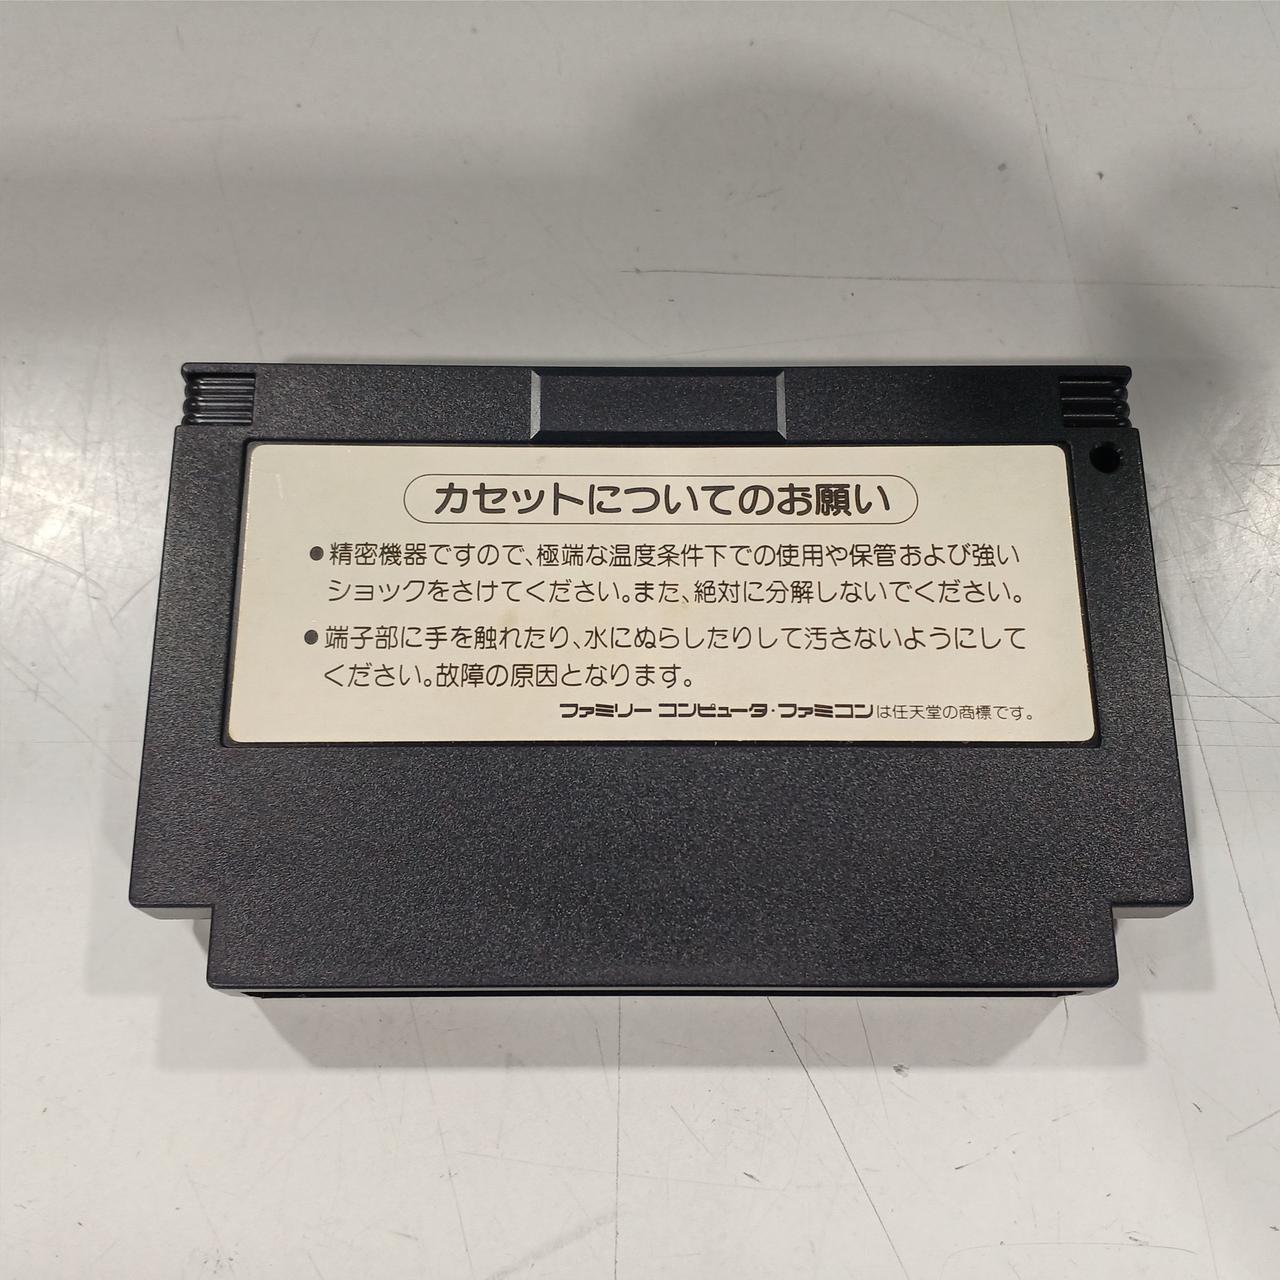 カセットについてのお願い
●精密機器ですので、極端な温度条件下での使用や保管および強い
ショックをさけてください。また、絶対に分解しないでください。
●端子部に手を触れたり、水にぬらしたりして汚さないようにして
ください。故障の原因となります。
ファミリー コンピュータ・ファミコンは任天堂の商標です。